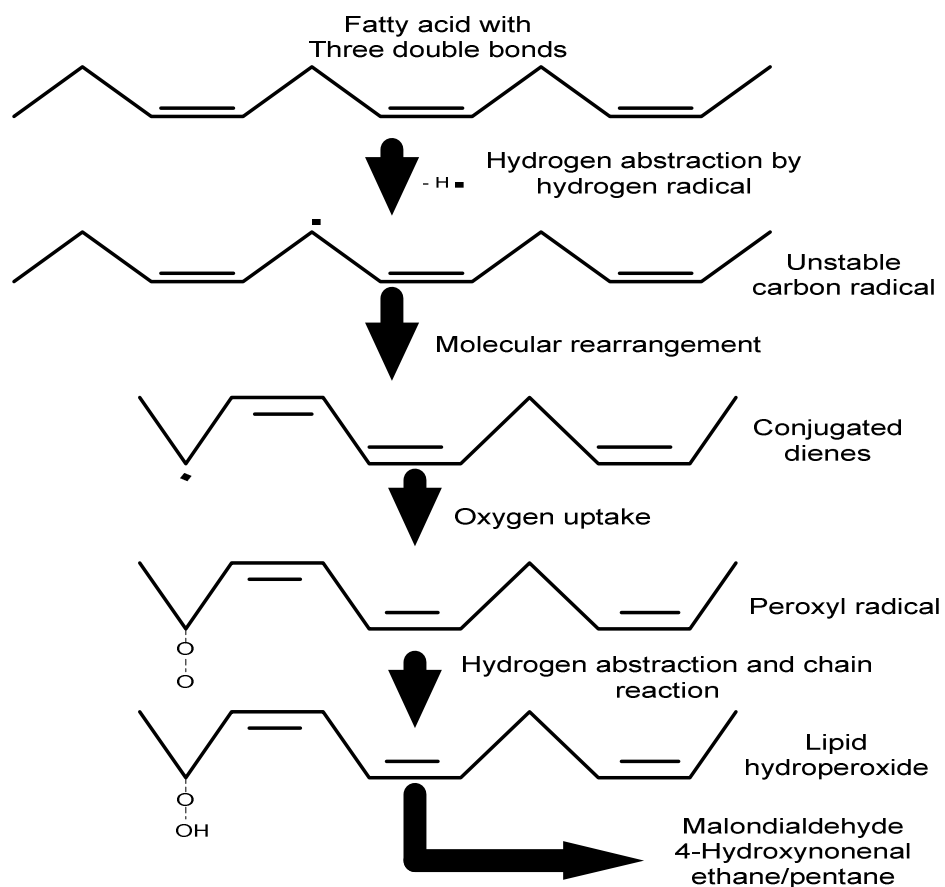 Fatty acid with
Three double bonds
- H ▪
Hydrogen abstraction by
hydrogen radical
Unstable
carbon radical
Molecular rearrangement
Conjugated
dienes
Oxygen uptake
Peroxyl radical
O
O
Hydrogen abstraction and chain
reaction
Lipid
hydroperoxide
O
OH
Malondialdehyde
4-Hydroxynonenal
ethane/pentane